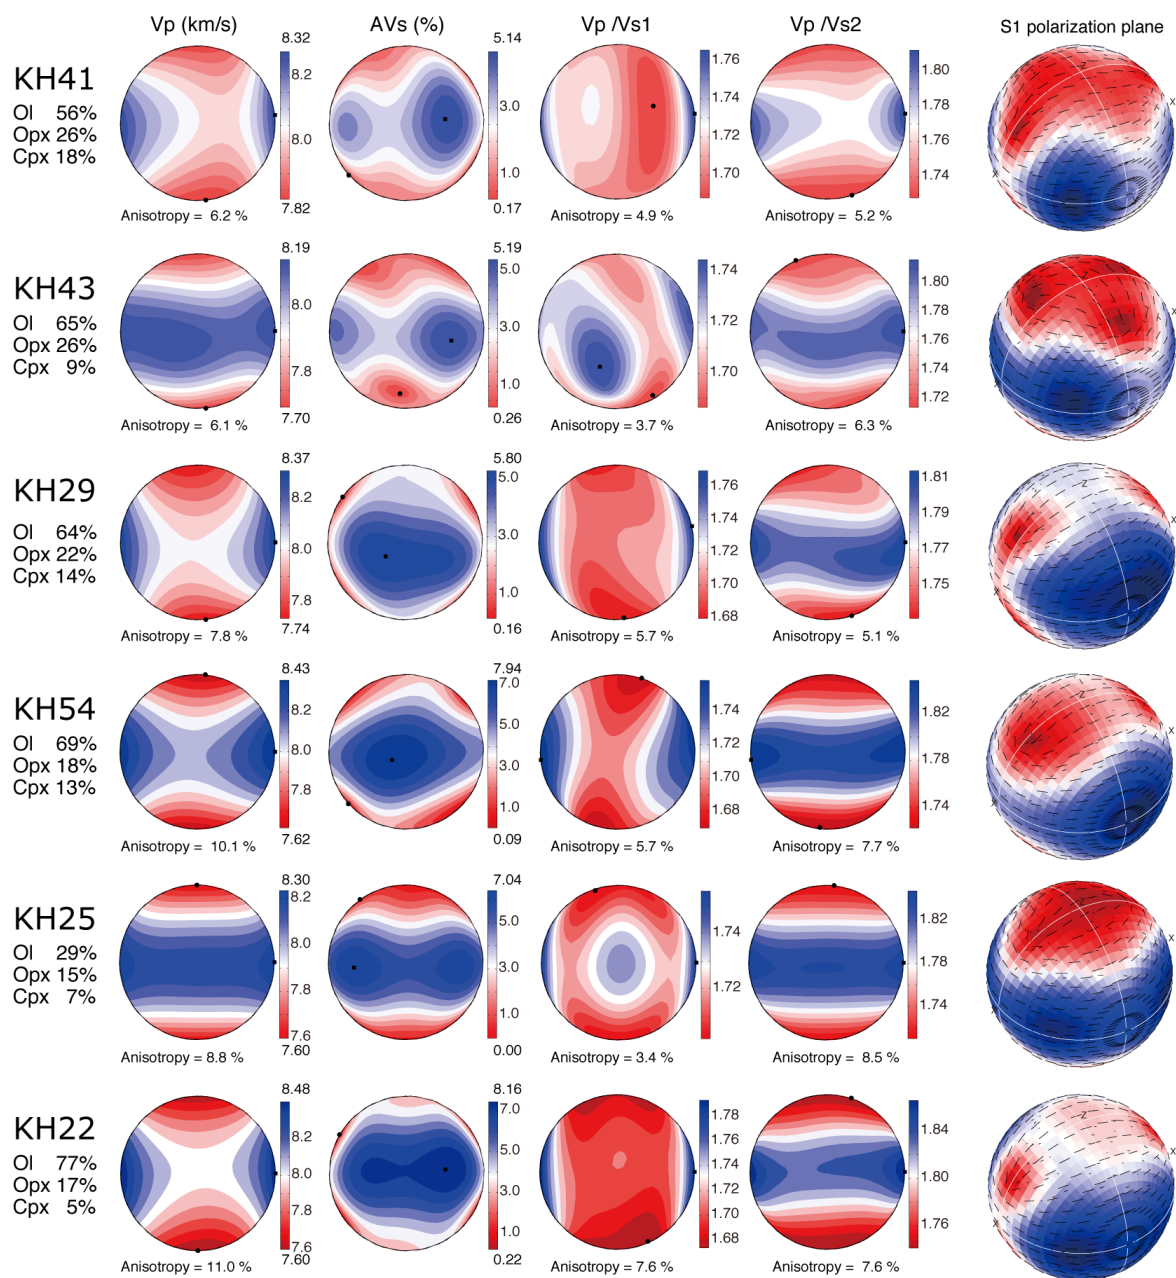 Vp (km/s) AVs (%) Vp /Vs1 Vp /Vs2 S1 polarization plane
KH41
Ol 56%
Opx 26%
Cpx 18%
8.32
8.2
8.0
7.82
Anisotropy = 6.2 %
5.14
3.0
1.0
0.17
1.76
1.72
1.70
Anisotropy = 4.9 %
1.80
1.78
1.76
1.74
Anisotropy = 5.2 %
Z
X
KH43
Ol 65%
Opx 26%
Cpx 9%
8.19
8.0
7.8
7.70
Anisotropy = 6.1 %
5.19
5.0
3.0
1.0
0.26
1.74
1.72
1.70
Anisotropy = 3.7 %
1.80
1.78
1.76
1.74
1.72
Anisotropy = 6.3 %
Z
X
KH29
Ol 64%
Opx 22%
Cpx 14%
8.37
8.2
8.0
7.8
7.74
Anisotropy = 7.8 %
5.80
5.0
3.0
1.0
0.16
1.76
1.74
1.72
1.70
1.68
Anisotropy = 5.7 %
1.81
1.79
1.77
1.75
Anisotropy = 5.1 %
Z
X
KH54
Ol 69%
Opx 18%
Cpx 13%
8.43
8.2
8.0
7.8
7.62
Anisotropy = 10.1 %
7.94
7.0
5.0
3.0
1.0
0.09
1.74
1.72
1.70
1.68
Anisotropy = 5.7 %
1.82
1.78
1.74
Anisotropy = 7.7 %
Z
X
KH25
Ol 29%
Opx 15%
Cpx 7%
8.30
8.2
8.0
7.8
7.6
7.60
Anisotropy = 8.8 %
7.04
5.0
3.0
1.0
0.00
1.74
1.72
Anisotropy = 3.4 %
1.82
1.78
1.74
Anisotropy = 8.5 %
X
KH22
Ol 77%
Opx 17%
Cpx 5%
8.48
8.2
8.0
7.8
7.6
7.60
Anisotropy = 11.0 %
8.16
7.0
5.0
3.0
1.0
0.22
1.78
1.76
1.74
1.72
1.70
1.68
Anisotropy = 7.6 %
1.84
1.80
1.76
Anisotropy = 7.6 %
Z
X